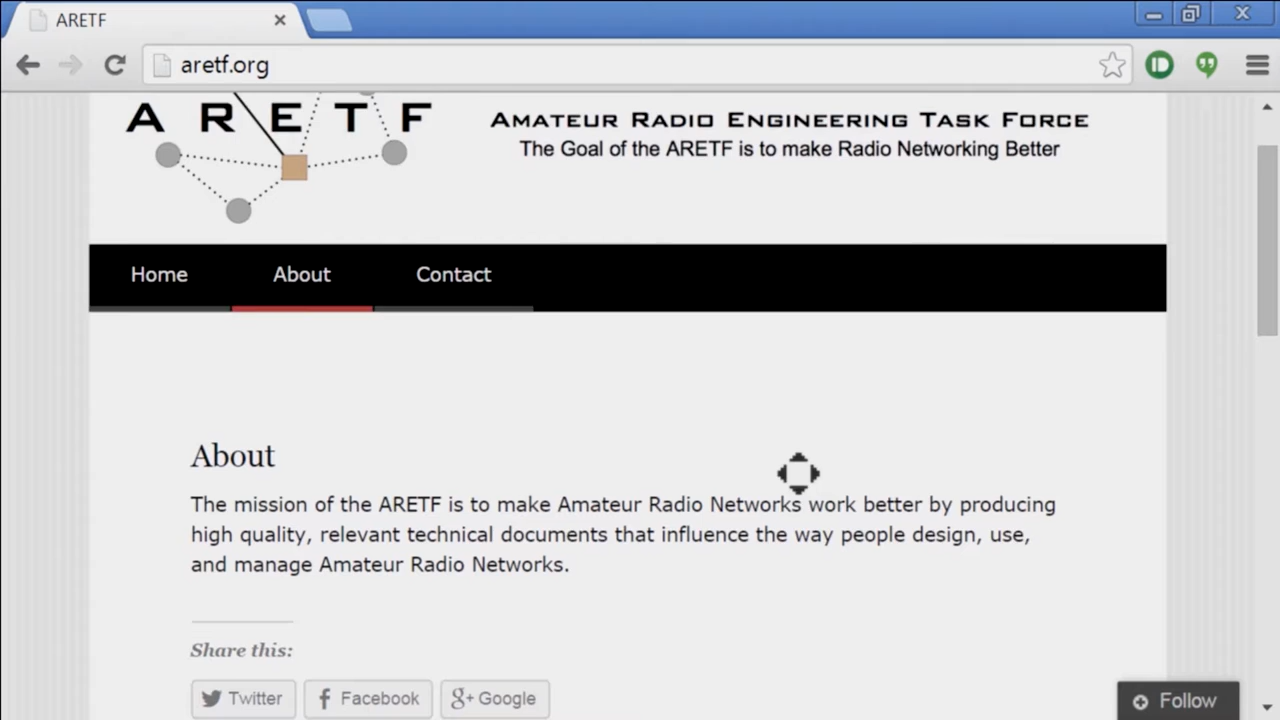 ARETF
aretf.org
ARETF
AMATEUR RADIO ENGINEERING TASK FORCE
The Goal of the ARETF is to make Radio Networking Better
Home About Contact
About
The mission of the ARETF is to make Amateur Radio Networks work better by producing
high quality, relevant technical documents that influence the way people design, use,
and manage Amateur Radio Networks.
Share this:
Twitter Facebook Google
Follow